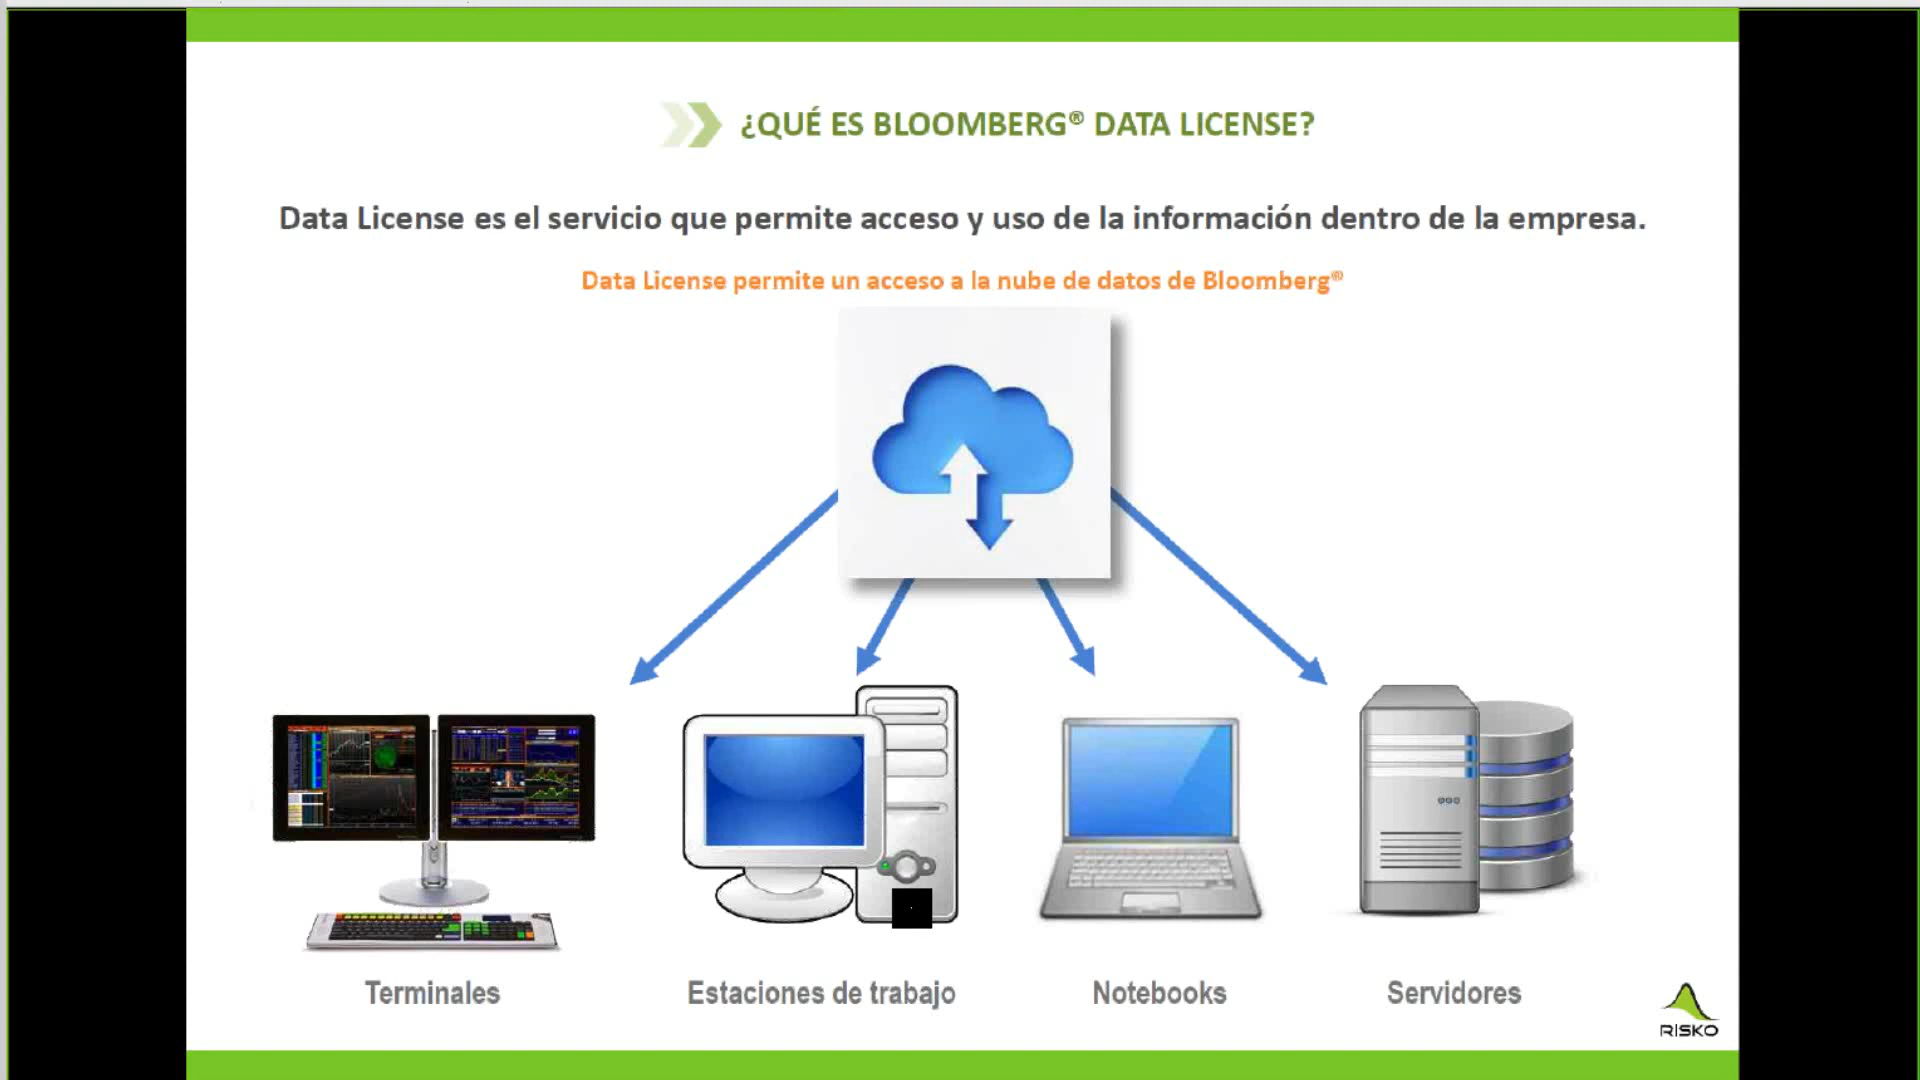 ¿QUÉ ES BLOOMBERG® DATA LICENSE?
Data License es el servicio que permite acceso y uso de la información dentro de la empresa.
Data License permite un acceso a la nube de datos de Bloomberg®
Terminales
Estaciones de trabajo
Notebooks
Servidores
RISKO